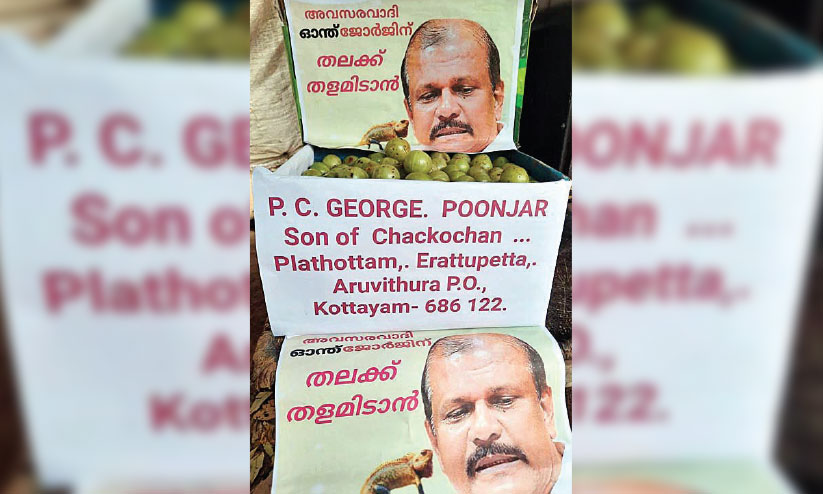 അവസരവാദി
ഓന്ത്ജോർജിന്
തലക്ക്
തളമിടാൻ
P. C. GEORGE. POONJAR
Son of Chackochan ...
Plathottam,. Erattupetta,.
Aruvithura P.O.,
Kottayam- 686 122.
അവസരവാദി
ഓന്ത്ജോർജിന്
തലക്ക്
തളമിടാൻ